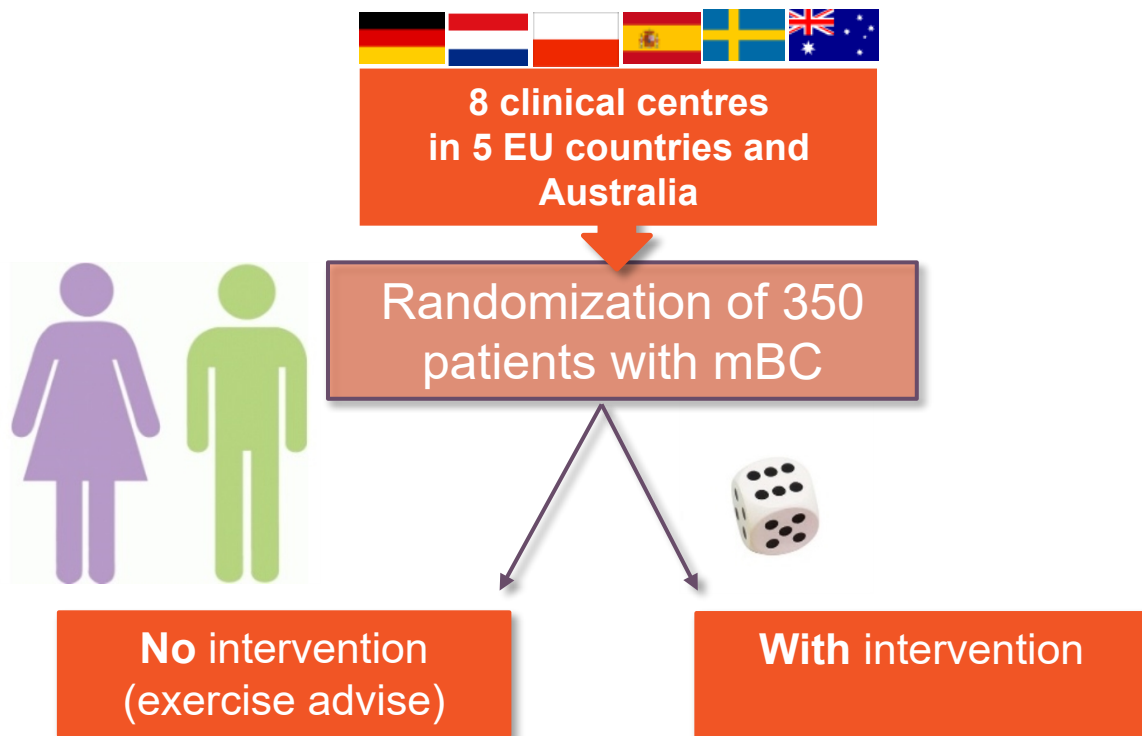 8 clinical centres
in 5 EU countries and
Australia
Randomization of 350
patients with mBC
No intervention
(exercise advise)
With intervention